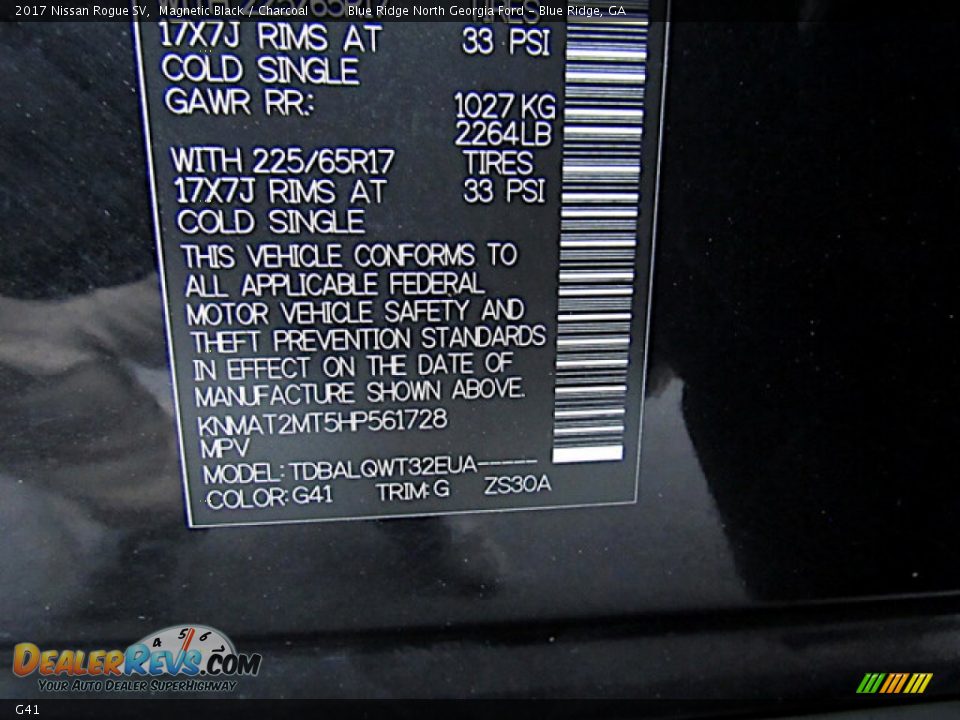 2017 Nissan Rogue SV, Magnetic Black / Charcoal Blue Ridge North Georgia Ford - Blue Ridge, GA
17X7J RIMS AT 33 PSI
COLD SINGLE
GAWR RR.: 1027 KG
2264LB
WITH 225/65R17 TIRES
17X7J RIMS AT 33 PSI
COLD SINGLE
THIS VEHICLE CONFORMS TO
ALL APPLICABLE FEDERAL
MOTOR VEHICLE SAFETY AND
THEFT PREVENTION STANDARDS
IN EFFECT ON THE DATE OF
MANUFACTURE SHOWN ABOVE.
KNMAT2MT5HP561728
MPV
MODEL: TDBALQWT32EUA-----
COLOR: G41 TRIM: G ZS30A
4 5 6 7
DEALERREVS.COM
YOUR AUTO DEALER SUPERHIGHWAY
G41